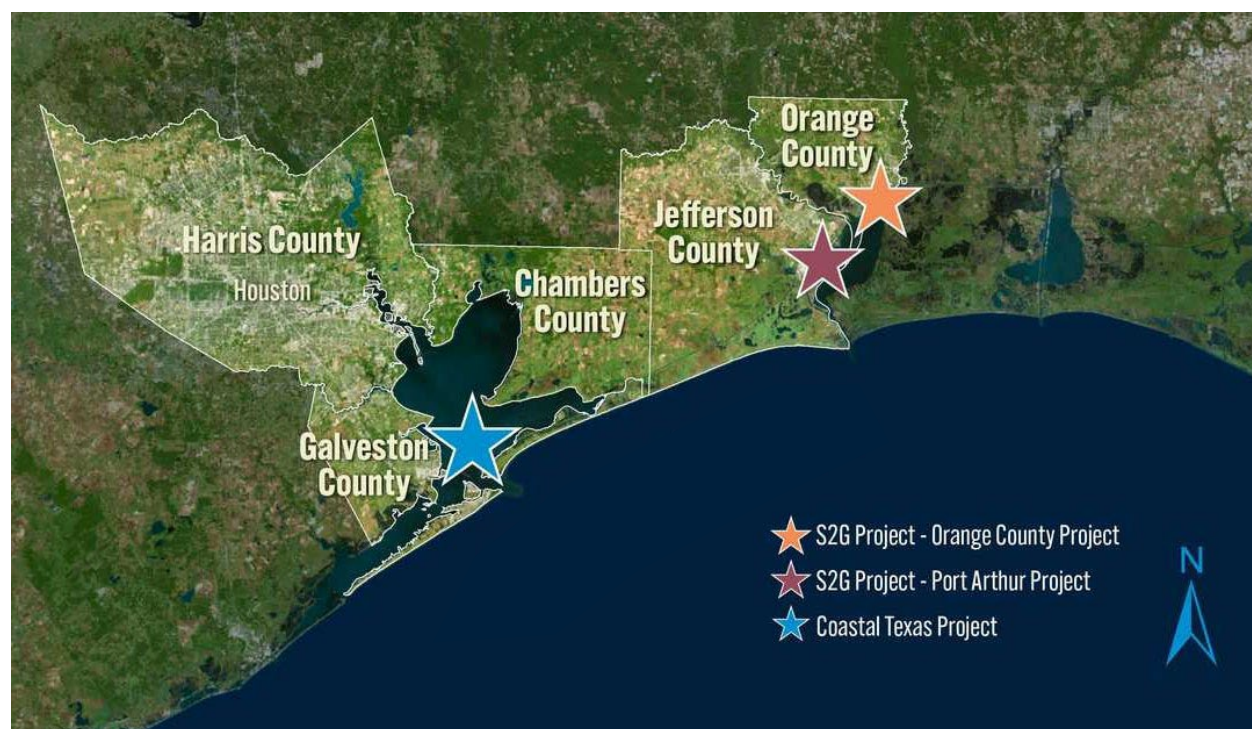 Orange
County
Jefferson
County
Harris County
Houston
Chambers
County
Galveston
County
S2G Project - Orange County Project
S2G Project - Port Arthur Project
Coastal Texas Project
N